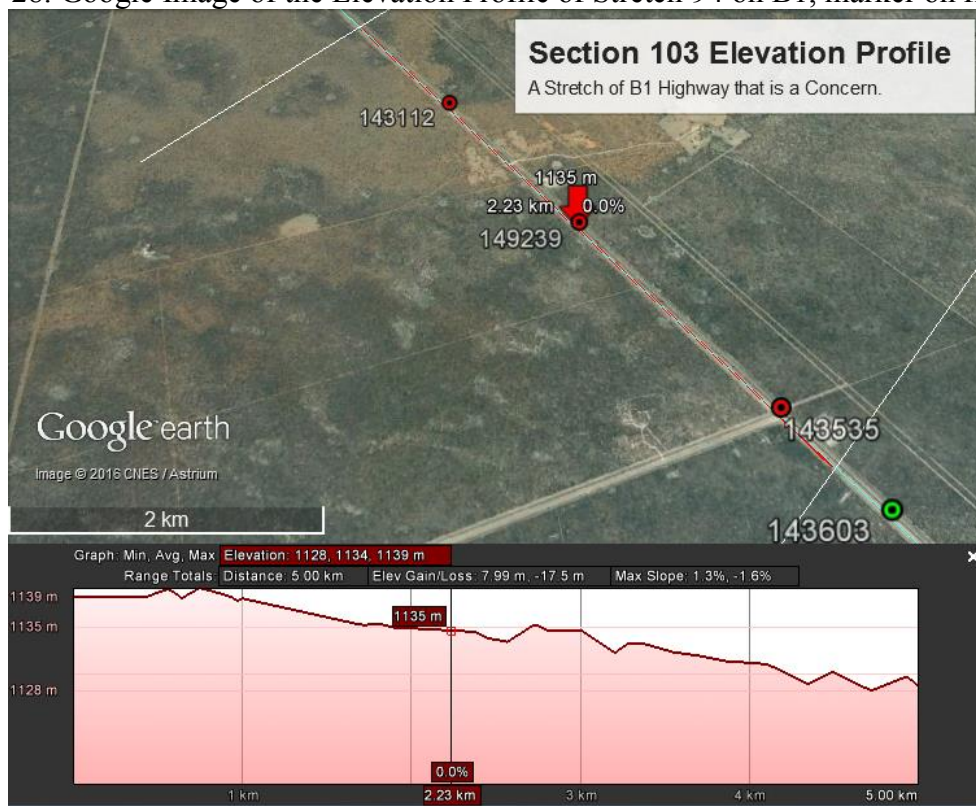 Section 103 Elevation Profile
A Stretch of B1 Highway that is a Concern.
143112
1135 m
2.23 km 0.0%
149239
143535
143603
Google earth
Image © 2016 CNES / Astrium
2 km
Graph: Min, Avg, Max Elevation: 1128, 1134, 1139 m
Range Totals: Distance: 5.00 km Elev Gain/Loss: 7.99 m, -17.5 m Max Slope: 1.3%, -1.6%
1139 m
1135 m
1135 m
1128 m
0.0%
1 km 2.23 km 3 km 4 km 5.00 km